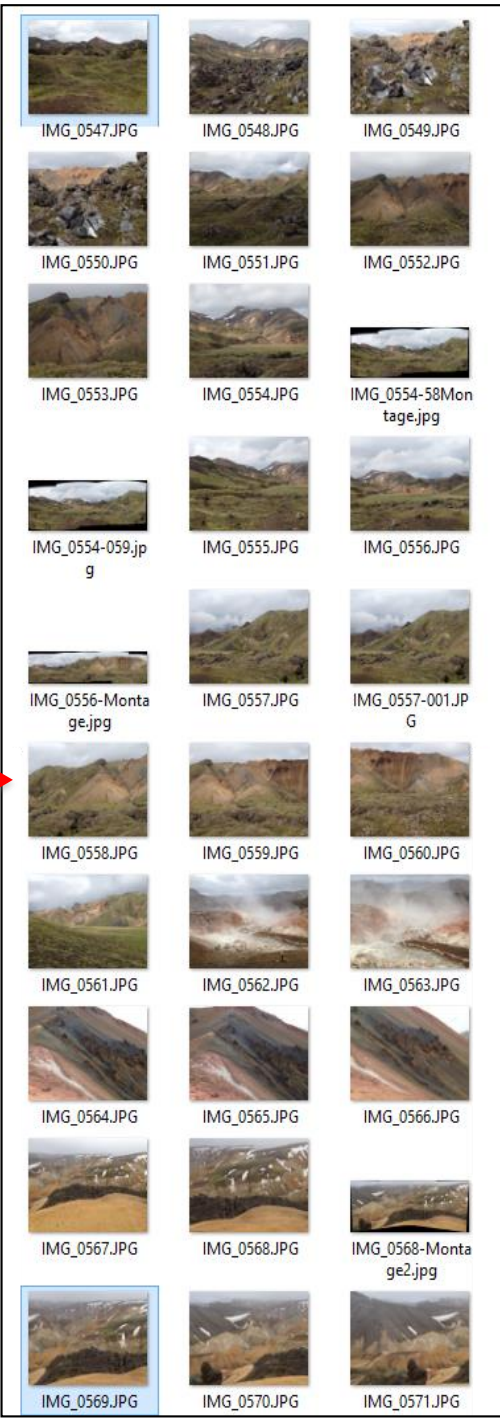 IMG_0547.JPG IMG_0548.JPG IMG_0549.JPG
IMG_0550.JPG IMG_0551.JPG IMG_0552.JPG
IMG_0553.JPG IMG_0554.JPG IMG_0554-58Mon
tage.jpg
IMG_0554-059.jp
g IMG_0555.JPG IMG_0556.JPG
IMG_0556-Monta
ge.jpg IMG_0557.JPG IMG_0557-001.JP
G
IMG_0558.JPG IMG_0559.JPG IMG_0560.JPG
IMG_0561.JPG IMG_0562.JPG IMG_0563.JPG
IMG_0564.JPG IMG_0565.JPG IMG_0566.JPG
IMG_0567.JPG IMG_0568.JPG IMG_0568-Monta
ge2.jpg
IMG_0569.JPG IMG_0570.JPG IMG_0571.JPG